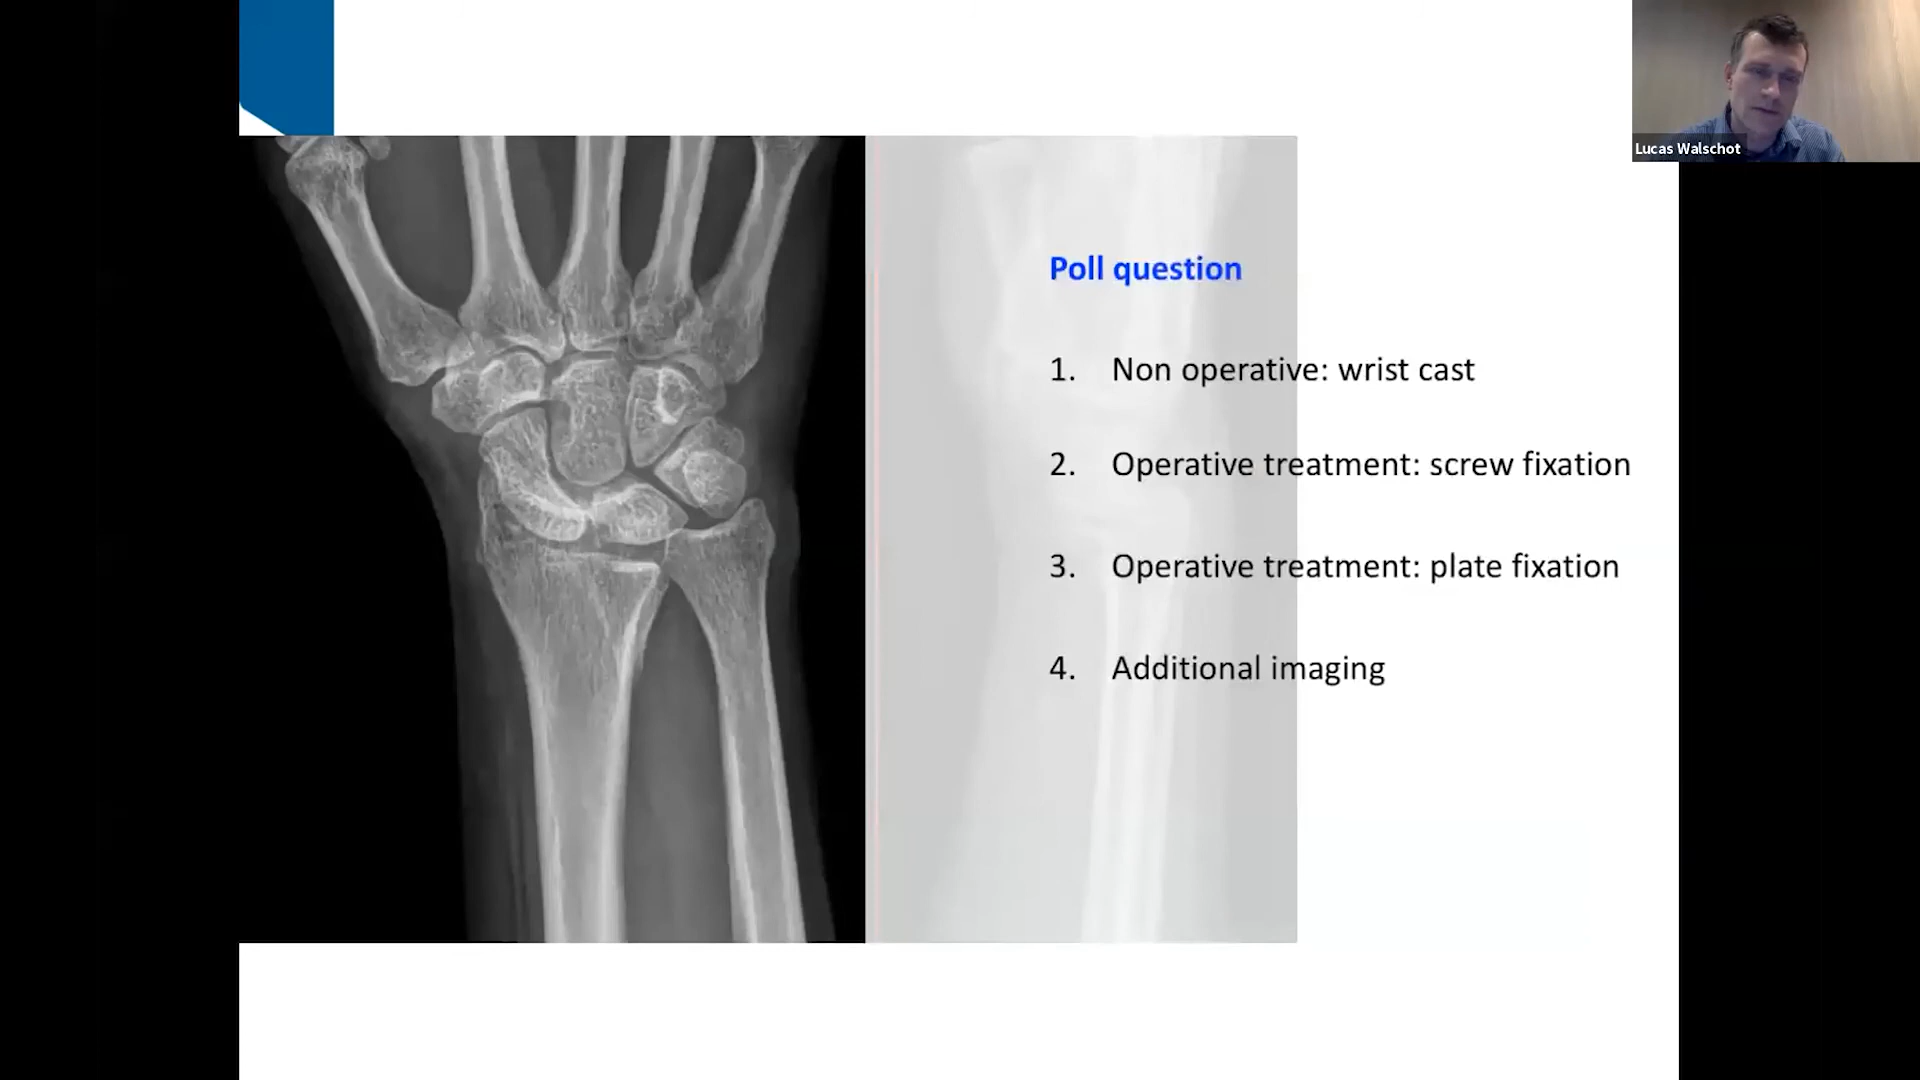 Lucas Walschot
Poll question
1. Non operative: wrist cast
2. Operative treatment: screw fixation
3. Operative treatment: plate fixation
4. Additional imaging